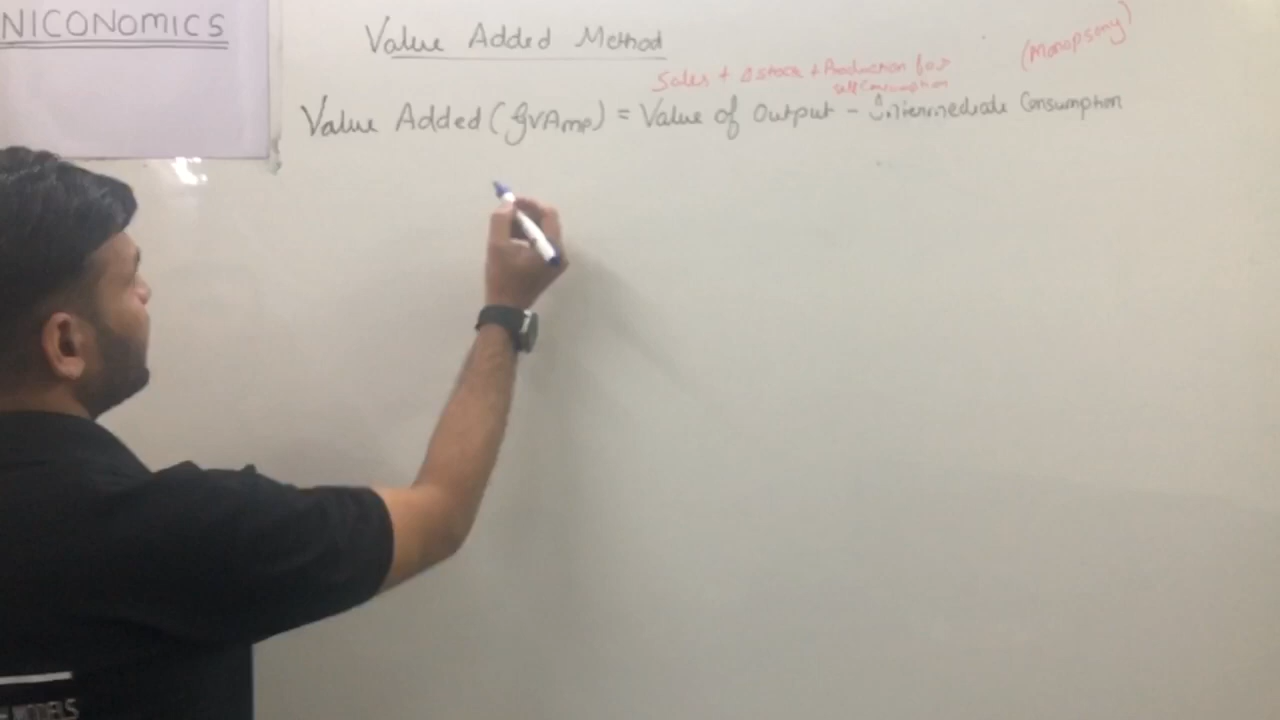 NICONOMICS
Value Added Method
(Monopsony)
Sales + Δ stock + Production for
self consumption
Value Added (GVAMP) = Value of Output - Intermediate Consumption
MODELS